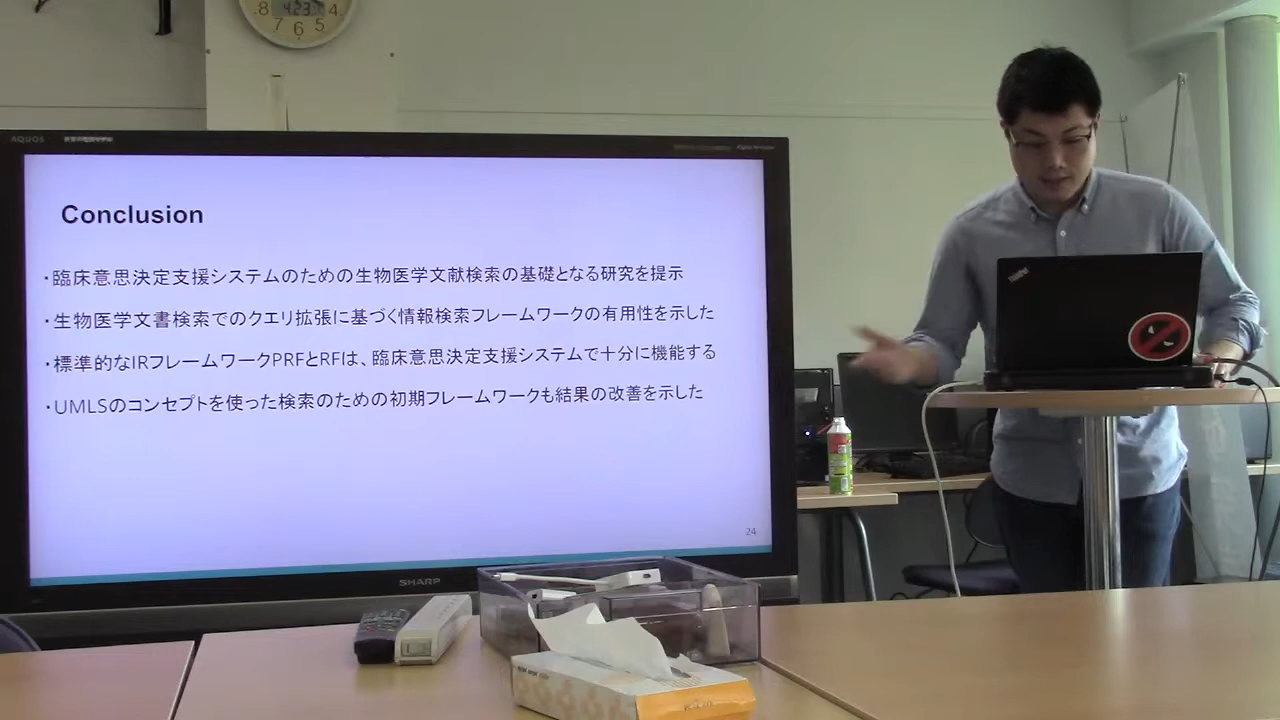 8
4:23
4
7
6
5
AQUOS
Conclusion
・臨床意思決定支援システムのための生物医学文献検索の基礎となる研究を提示
・生物医学文書検索でのクエリ拡張に基づく情報検索フレームワークの有用性を示した
・標準的なIRフレームワークPRFとRFは、臨床意思決定支援システムで十分に機能する
・UMLSのコンセプトを使った検索のための初期フレームワークも結果の改善を示した
24
SHARP
ThinkPad